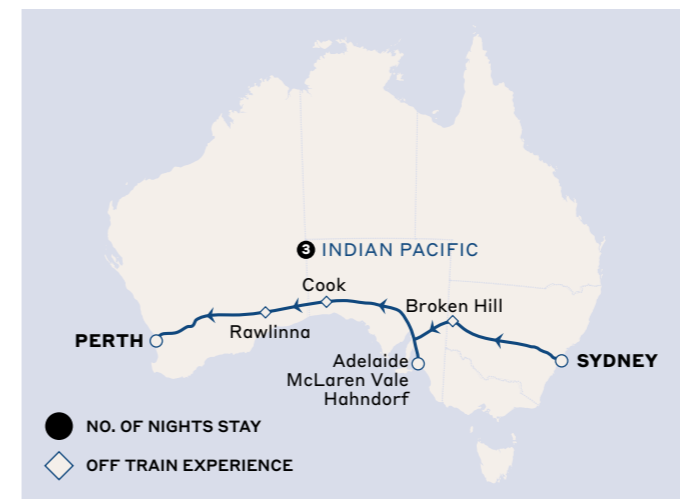 3 INDIAN PACIFIC
Cook
Broken Hill
Rawlinna
PERTH
SYDNEY
Adelaide
McLaren Vale
Hahndorf
NO. OF NIGHTS STAY
OFF TRAIN EXPERIENCE